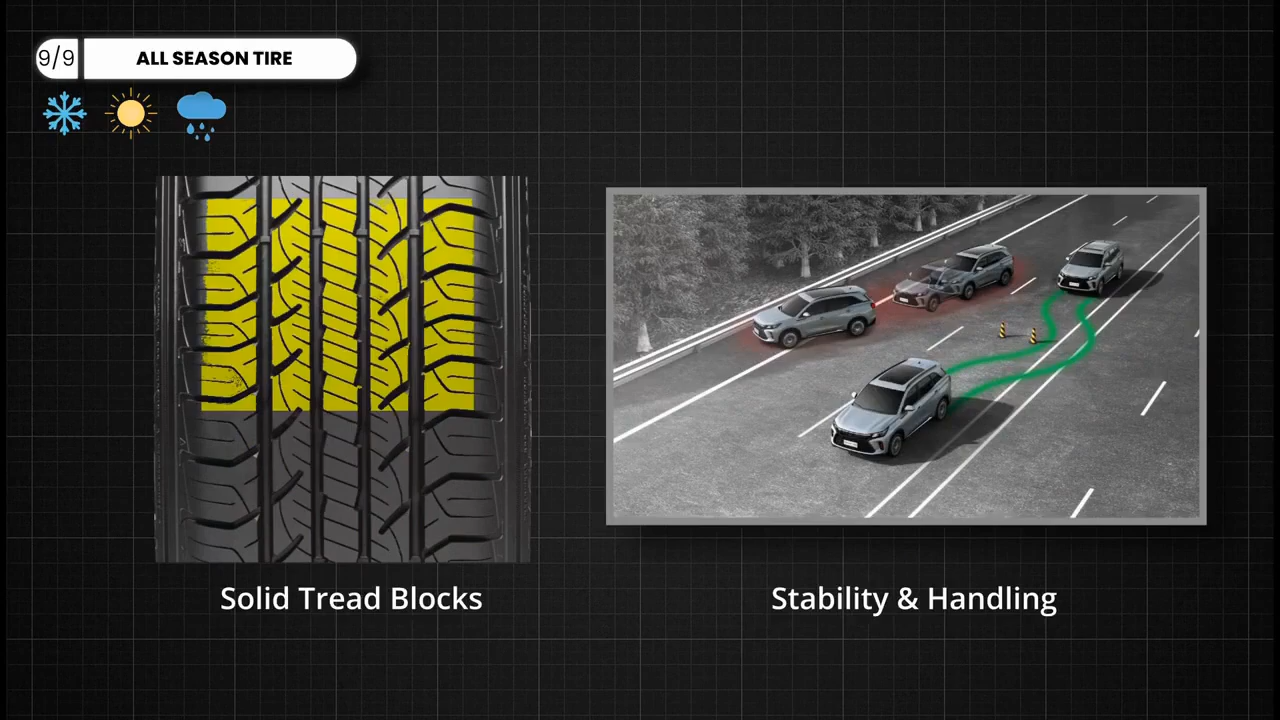 9/9
ALL SEASON TIRE
Solid Tread Blocks
Stability & Handling